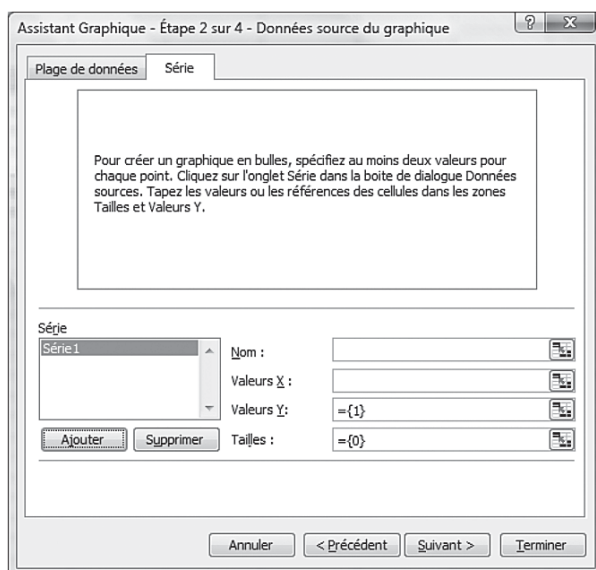 Assistant Graphique - Étape 2 sur 4 - Données source du graphique
Plage de données
Série
Pour créer un graphique en bulles, spécifiez au moins deux valeurs pour
chaque point. Cliquez sur l'onglet Série dans la boite de dialogue Données
sources. Tapez les valeurs ou les références des cellules dans les zones
Tailles et Valeurs Y.
Série
Série1
Nom :
Valeurs X :
Valeurs Y: ={1}
Ajouter Supprimer Tailles : ={0}
Annuler < Précédent Suivant > Terminer